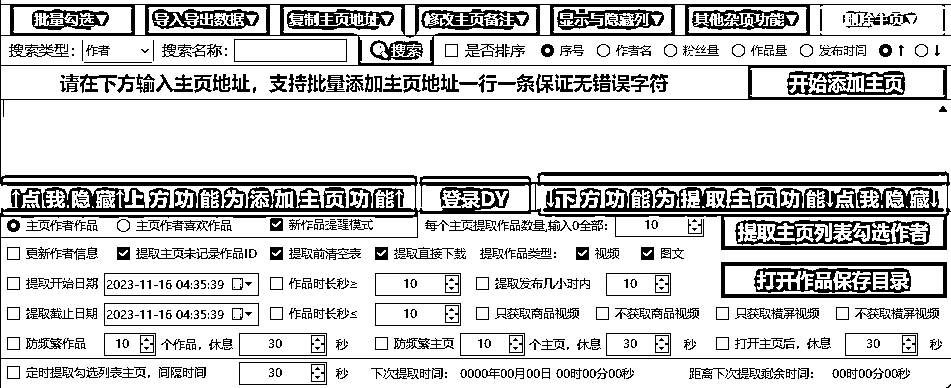 批量勾选▽ 导入导出数据▽ 复制主页地址▽ 修改主页备注▽ 显示与隐藏列▽ 其他杂项功能▽ 删除主页▽
搜索类型: 作者 搜索名称: 搜索 是否排序 序号 作者名 粉丝量 作品量 发布时间 ↑ ↓
请在下方输入主页地址，支持批量添加主页地址一行一条保证无错误字符 开始添加主页
↑点我隐藏↑上方功能为添加主页功能↑ 登录DY ↓下方功能为提取主页功能↓点我隐藏↓
主页作者作品 主页作者喜欢作品 新作品提醒模式 每个主页提取作品数量,输入0全部: 10 提取主页列表勾选作者
更新作者信息 提取主页未记录作品ID 提取前清空表 提取直接下载 提取作品类型: 视频 图文
提取开始日期 2023-11-16 04:35:39 作品时长秒≥ 10 提取发布几小时内 10 打开作品保存目录
提取截止日期 2023-11-16 04:35:39 作品时长秒≤ 10 只获取商品视频 不获取商品视频 只获取横屏视频 不获取横屏视频
防频繁作品 10 个作品，休息 30 秒 防频繁主页 10 个主页，休息 30 秒 打开主页后，休息 30 秒
定时提取勾选列表主页，间隔时间 30 秒 下次提取时间: 0000年00月00日 00时00分00秒 距离下次提取剩余时间: 00时00分00秒